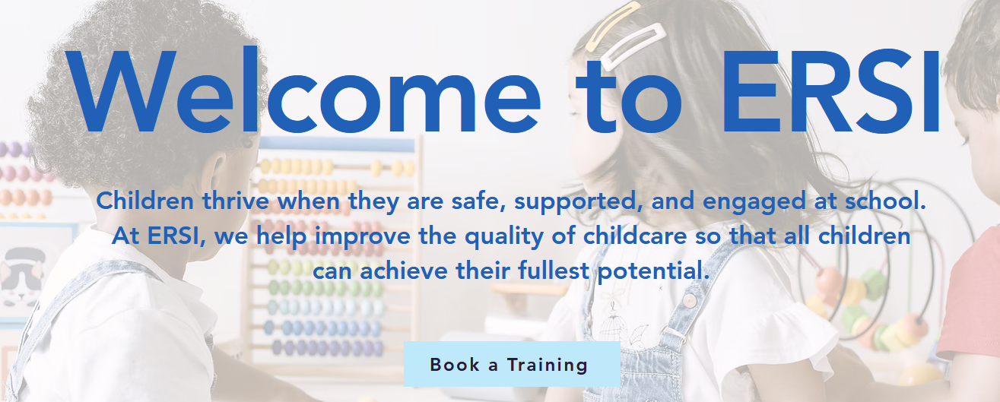 Welcome to ERSI
Children thrive when they are safe, supported, and engaged at school.
At ERSI, we help improve the quality of childcare so that all children
can achieve their fullest potential.
Book a Training